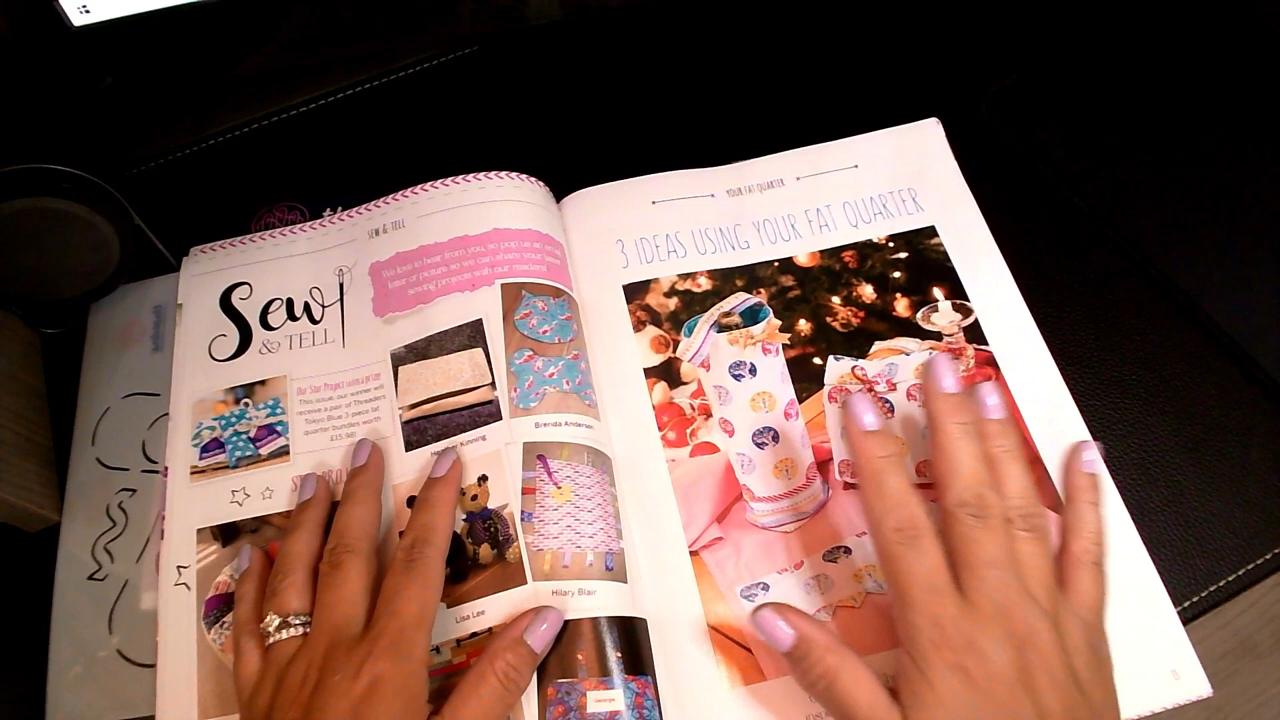 SEW & TELL
Sew
& TELL
We love to hear from you, so pop us an email,
letter or picture so we can share your latest
sewing projects with our readers!
Our Star Project wins a prize
This issue, our winner will
receive a pair of Threaders
Tokyo Blue 3-piece fat
quarter bundles worth
£15.98!
Heather Kinning
Brenda Anderson
Lisa Lee
Hilary Blair
Georgia
YOUR FAT QUARTER
3 IDEAS USING YOUR FAT QUARTER